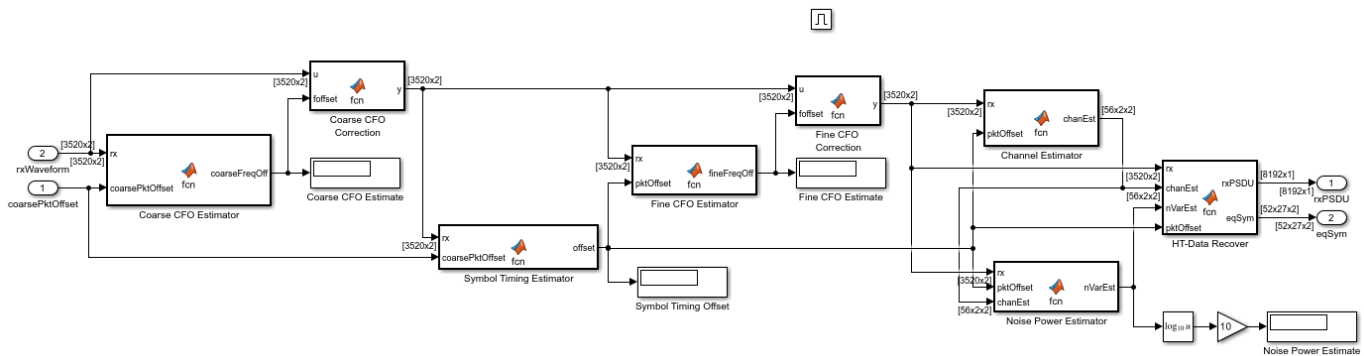 [3520x2]
u
[3520x2]
foffset
fcn
y
[3520x2]
Coarse CFO
Correction
2
rxWaveform
[3520x2]
[3520x2]
rx
1
coarsePktOffset
coarsePktOffset
fcn
coarseFreqOff
Coarse CFO Estimator
Coarse CFO Estimate
[3520x2]
rx
coarsePktOffset
fcn
offset
Symbol Timing Estimator
Symbol Timing Offset
[3520x2]
rx
pktOffset
fcn
fineFreqOff
Fine CFO Estimator
[3520x2]
u
foffset
fcn
y
[3520x2]
Fine CFO
Correction
Fine CFO Estimate
[3520x2]
rx
pktOffset
fcn
chanEst
[56x2x2]
Channel Estimator
rx
[3520x2]
chanEst
[56x2x2]
nVarEst
pktOffset
fcn
rxPSDU
eqSym
HT-Data Recover
[8192x1]
[8192x1]
1
rxPSDU
[52x27x2]
[52x27x2]
2
eqSym
rx
[3520x2]
pktOffset
chanEst
[56x2x2]
fcn
nVarEst
Noise Power Estimator
log10 u
10
Noise Power Estimate